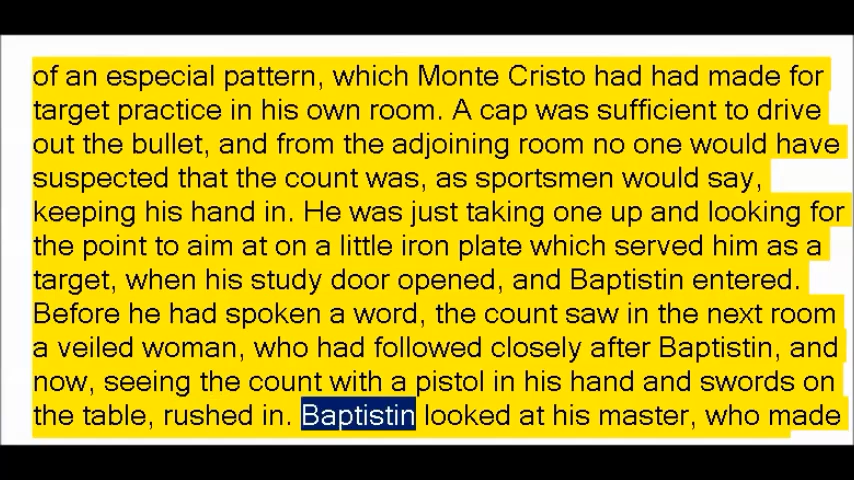 of an especial pattern, which Monte Cristo had had made for
target practice in his own room. A cap was sufficient to drive
out the bullet, and from the adjoining room no one would have
suspected that the count was, as sportsmen would say,
keeping his hand in. He was just taking one up and looking for
the point to aim at on a little iron plate which served him as a
target, when his study door opened, and Baptistin entered.
Before he had spoken a word, the count saw in the next room
a veiled woman, who had followed closely after Baptistin, and
now, seeing the count with a pistol in his hand and swords on
the table, rushed in. Baptistin looked at his master, who made